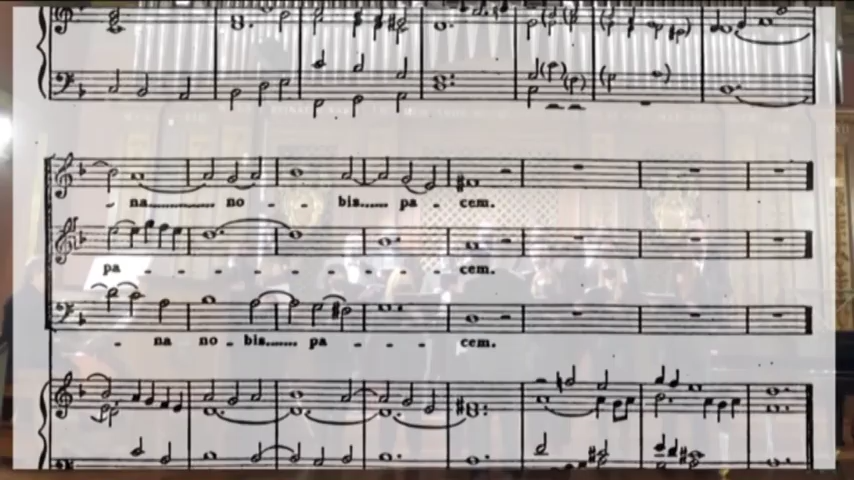 - na............... no - - bis...... pa - cem.
pa - - - - - - - - cem.
- na no - bis....... pa - - - cem.